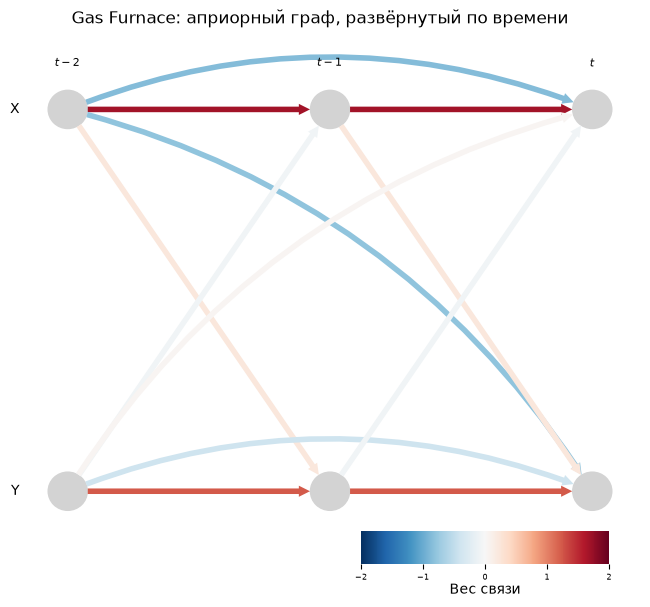 Gas Furnace: априорный граф, развёрнутый по времени
t − 2
t − 1
t
X
Y
−2 −1 0 1 2
Вес связи